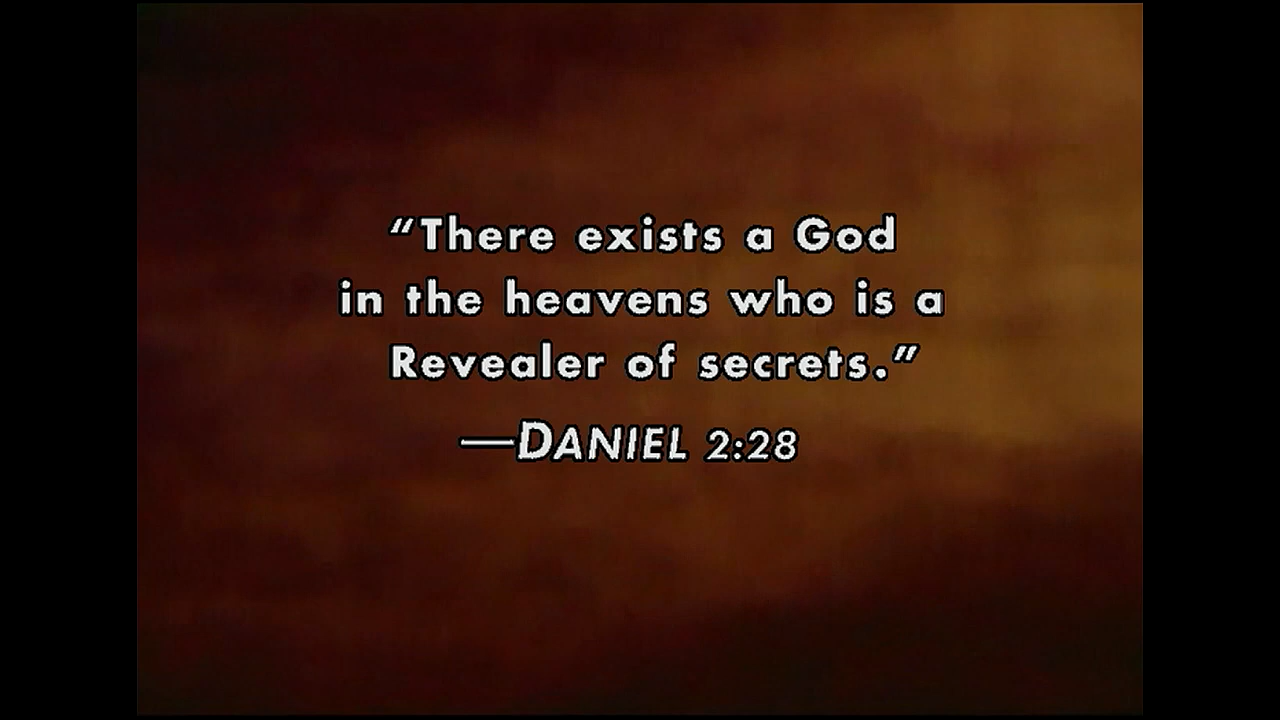 “There exists a God
in the heavens who is a
Revealer of secrets.”
—DANIEL 2:28